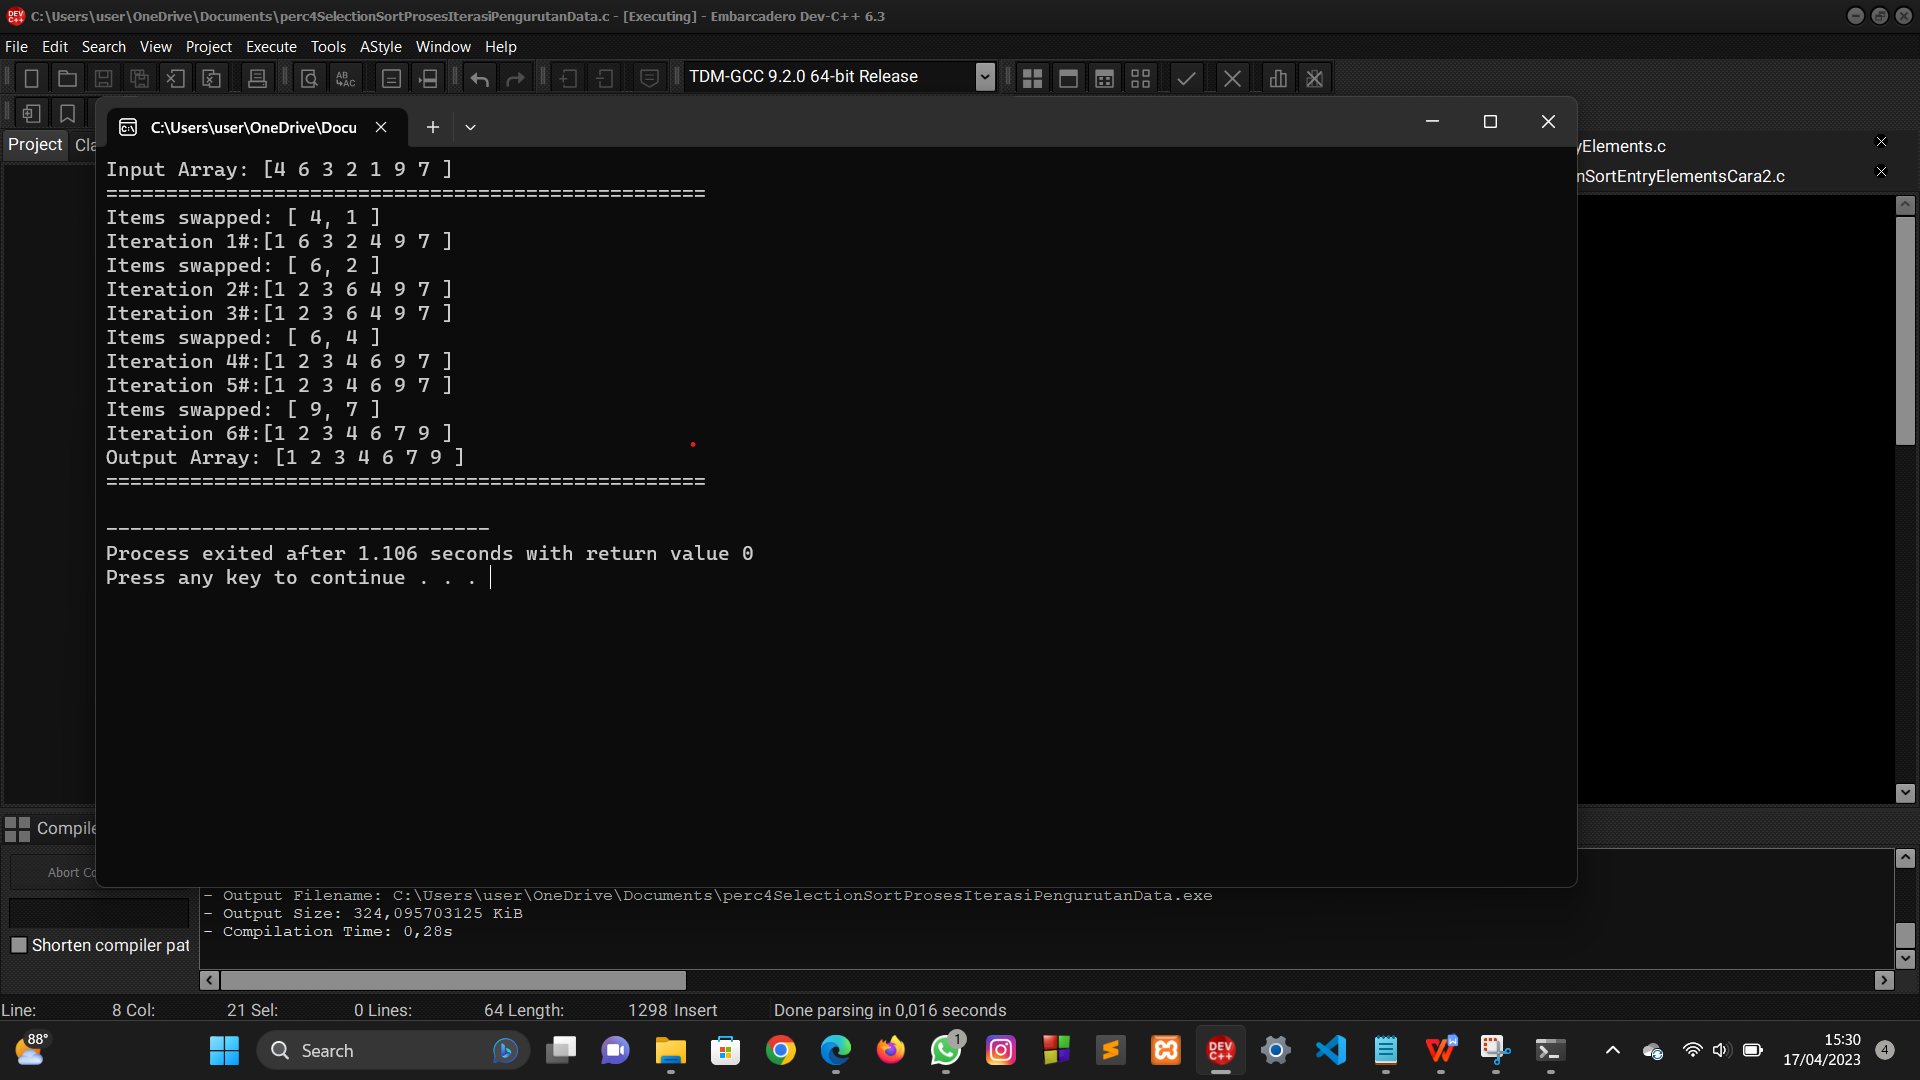 C:\Users\user\OneDrive\Documents\perc4SelectionSortProsesIterasiPengurutanData.c - [Executing] - Embarcadero Dev-C++ 6.3
File Edit Search View Project Execute Tools AStyle Window Help
TDM-GCC 9.2.0 64-bit Release
C:\Users\user\OneDrive\Docu
Project Cla
yElements.c
nSortEntryElementsCara2.c
Input Array: [4 6 3 2 1 9 7 ]
==================================================
Items swapped: [ 4, 1 ]
Iteration 1#:[1 6 3 2 4 9 7 ]
Items swapped: [ 6, 2 ]
Iteration 2#:[1 2 3 6 4 9 7 ]
Iteration 3#:[1 2 3 6 4 9 7 ]
Items swapped: [ 6, 4 ]
Iteration 4#:[1 2 3 4 6 9 7 ]
Iteration 5#:[1 2 3 4 6 9 7 ]
Items swapped: [ 9, 7 ]
Iteration 6#:[1 2 3 4 6 7 9 ]
Output Array: [1 2 3 4 6 7 9 ]
==================================================
--------------------------------
Process exited after 1.106 seconds with return value 0
Press any key to continue . . .
Compile
Abort Co
Shorten compiler pat
- Output Filename: C:\Users\user\OneDrive\Documents\perc4SelectionSortProsesIterasiPengurutanData.exe
- Output Size: 324,095703125 KiB
- Compilation Time: 0,28s
Line: 8 Col: 21 Sel: 0 Lines: 64 Length: 1298 Insert Done parsing in 0,016 seconds
88°
Search
1
DEV C++
15:30
17/04/2023
4